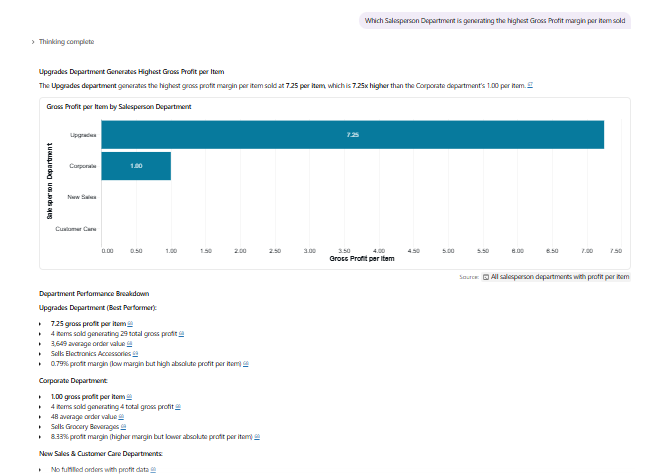 Which Salesperson Department is generating the highest Gross Profit margin per item sold
Thinking complete
Upgrades Department Generates Highest Gross Profit per Item
The Upgrades department generates the highest gross profit margin per item sold at 7.25 per item, which is 7.25x higher than the Corporate department's 1.00 per item.
Gross Profit per Item by Salesperson Department
Salesperson Department
Upgrades
7.25
Corporate
1.00
New Sales
Customer Care
0.00 0.50 1.00 1.50 2.00 2.50 3.00 3.50 4.00 4.50 5.00 5.50 6.00 6.50 7.00 7.50
Gross Profit per Item
Source: All salesperson departments with profit per item
Department Performance Breakdown
Upgrades Department (Best Performer):
7.25 gross profit per item
4 items sold generating 29 total gross profit
3,649 average order value
Sells Electronics Accessories
0.79% profit margin (low margin but high absolute profit per item)
Corporate Department:
1.00 gross profit per item
4 items sold generating 4 total gross profit
48 average order value
Sells Grocery Beverages
8.33% profit margin (higher margin but lower absolute profit per item)
New Sales & Customer Care Departments:
No fulfilled orders with profit data